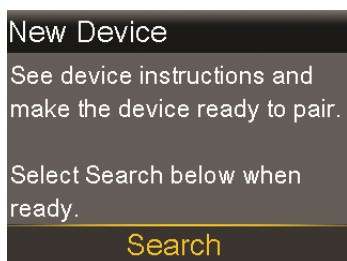 New Device
See device instructions and
make the device ready to pair.
Select Search below when
ready.
Search